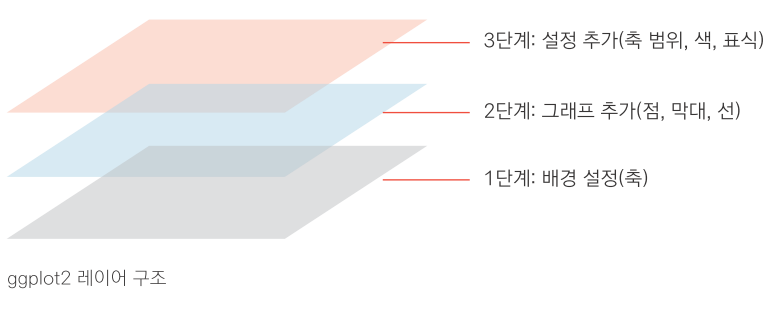 3단계: 설정 추가(축 범위, 색, 표식)
2단계: 그래프 추가(점, 막대, 선)
1단계: 배경 설정(축)
ggplot2 레이어 구조